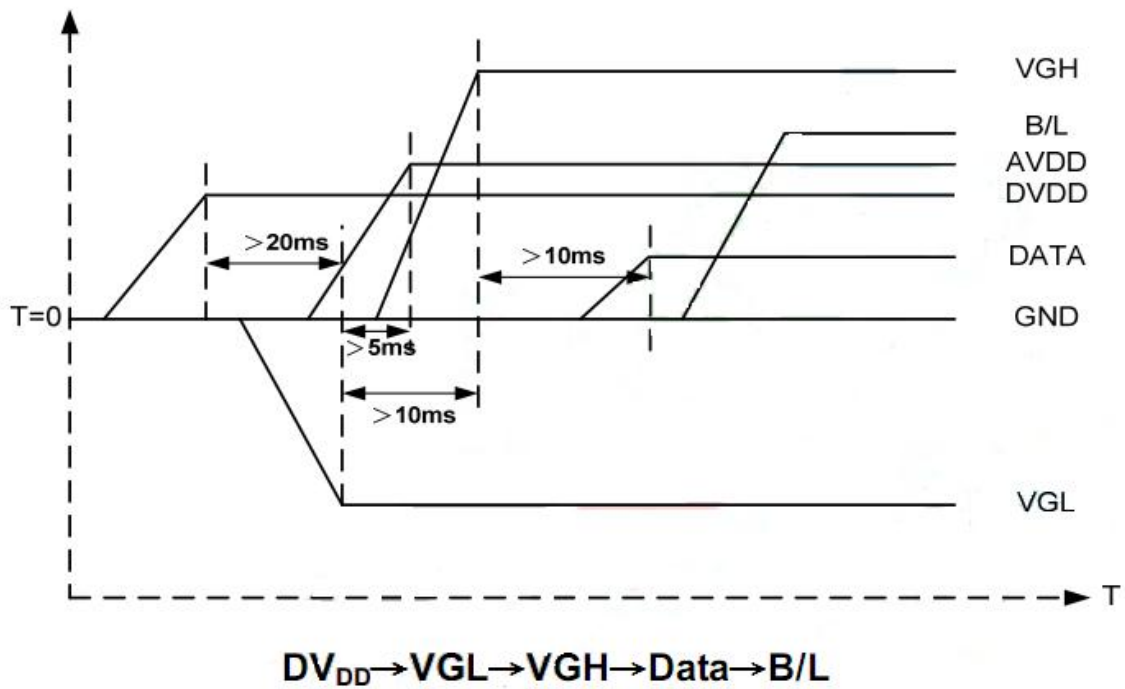 VGH
B/L
AVDD
DVDD
>20ms
>10ms
DATA
T=0
GND
>5ms
>10ms
VGL
T
DVDD→VGL→VGH→Data→B/L